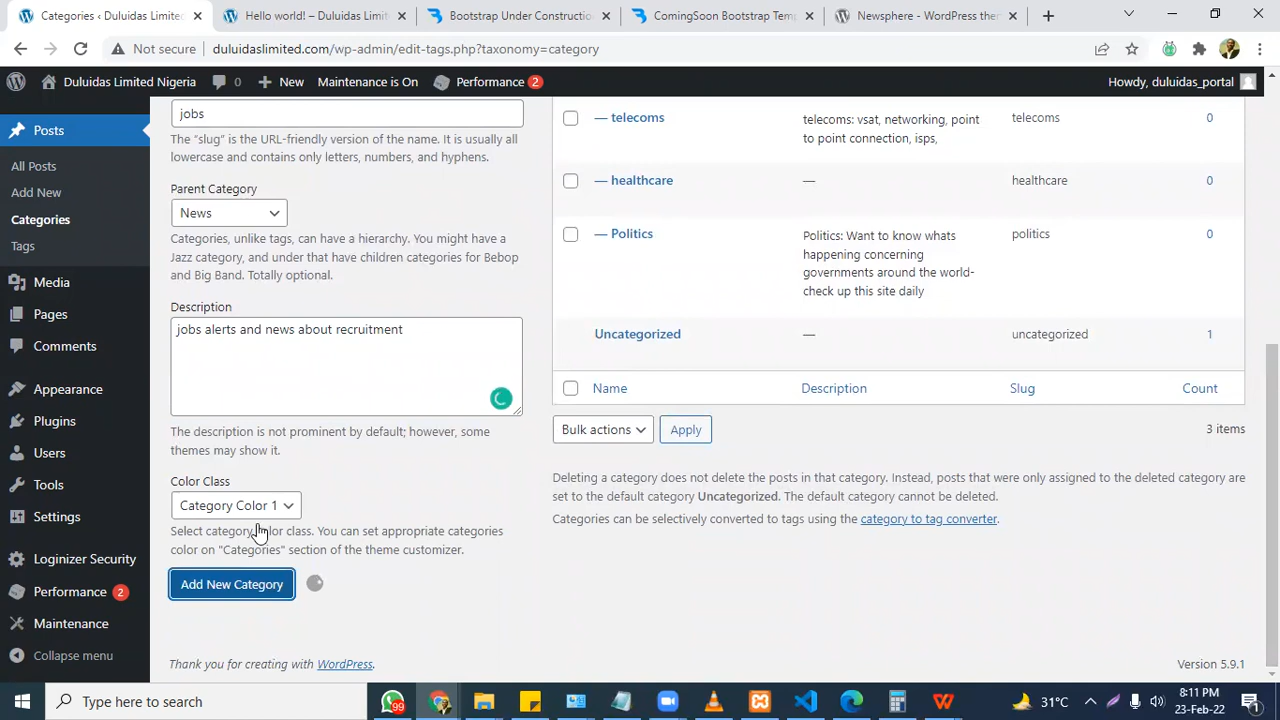 Categories ‹ Duluidas Limited
Hello world! – Duluidas Limit
Bootstrap Under Constructio
ComingSoon Bootstrap Temp
Newsphere - WordPress them
Not secure
duluidaslimited.com/wp-admin/edit-tags.php?taxonomy=category
Duluidas Limited Nigeria
0
New
Maintenance is On
Performance
2
Howdy, duluidas_portal
Posts
All Posts
Add New
Categories
Tags
Media
Pages
Comments
Appearance
Plugins
Users
Tools
Settings
Loginizer Security
Performance
2
Maintenance
Collapse menu
jobs
The “slug” is the URL-friendly version of the name. It is usually all
lowercase and contains only letters, numbers, and hyphens.
Parent Category
News
Categories, unlike tags, can have a hierarchy. You might have a
Jazz category, and under that have children categories for Bebop
and Big Band. Totally optional.
Description
jobs alerts and news about recruitment
The description is not prominent by default; however, some
themes may show it.
Color Class
Category Color 1
Select category color class. You can set appropriate categories
color on "Categories" section of the theme customizer.
Add New Category
— telecoms
telecoms: vsat, networking, point
to point connection, isps,
telecoms
0
— healthcare
—
healthcare
0
— Politics
Politics: Want to know whats
happening concerning
governments around the world-
check up this site daily
politics
0
Uncategorized
—
uncategorized
1
Name
Description
Slug
Count
Bulk actions
Apply
3 items
Deleting a category does not delete the posts in that category. Instead, posts that were only assigned to the deleted category are
set to the default category Uncategorized. The default category cannot be deleted.
Categories can be selectively converted to tags using the category to tag converter.
Thank you for creating with WordPress.
Version 5.9.1
Type here to search
99
31°C
8:11 PM
23-Feb-22
1